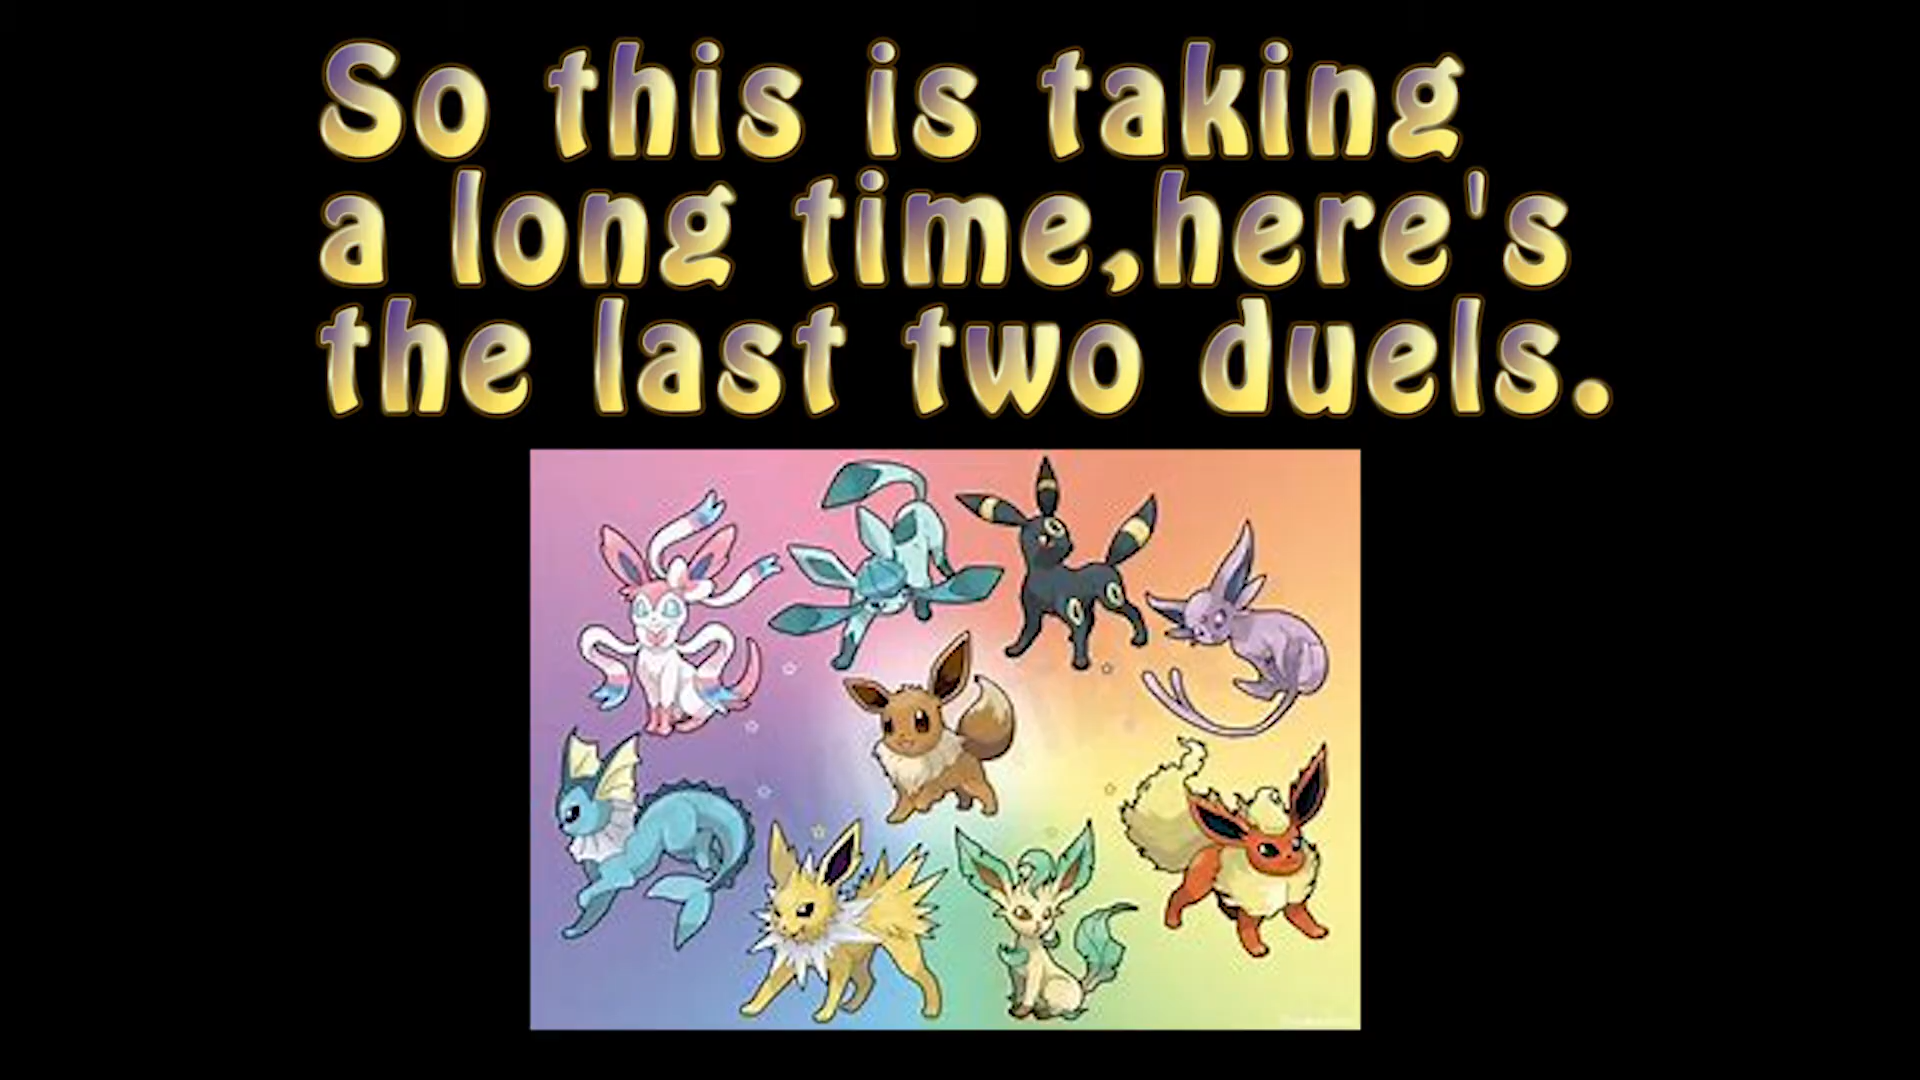 So this is taking
a long time,here's
the last two duels.